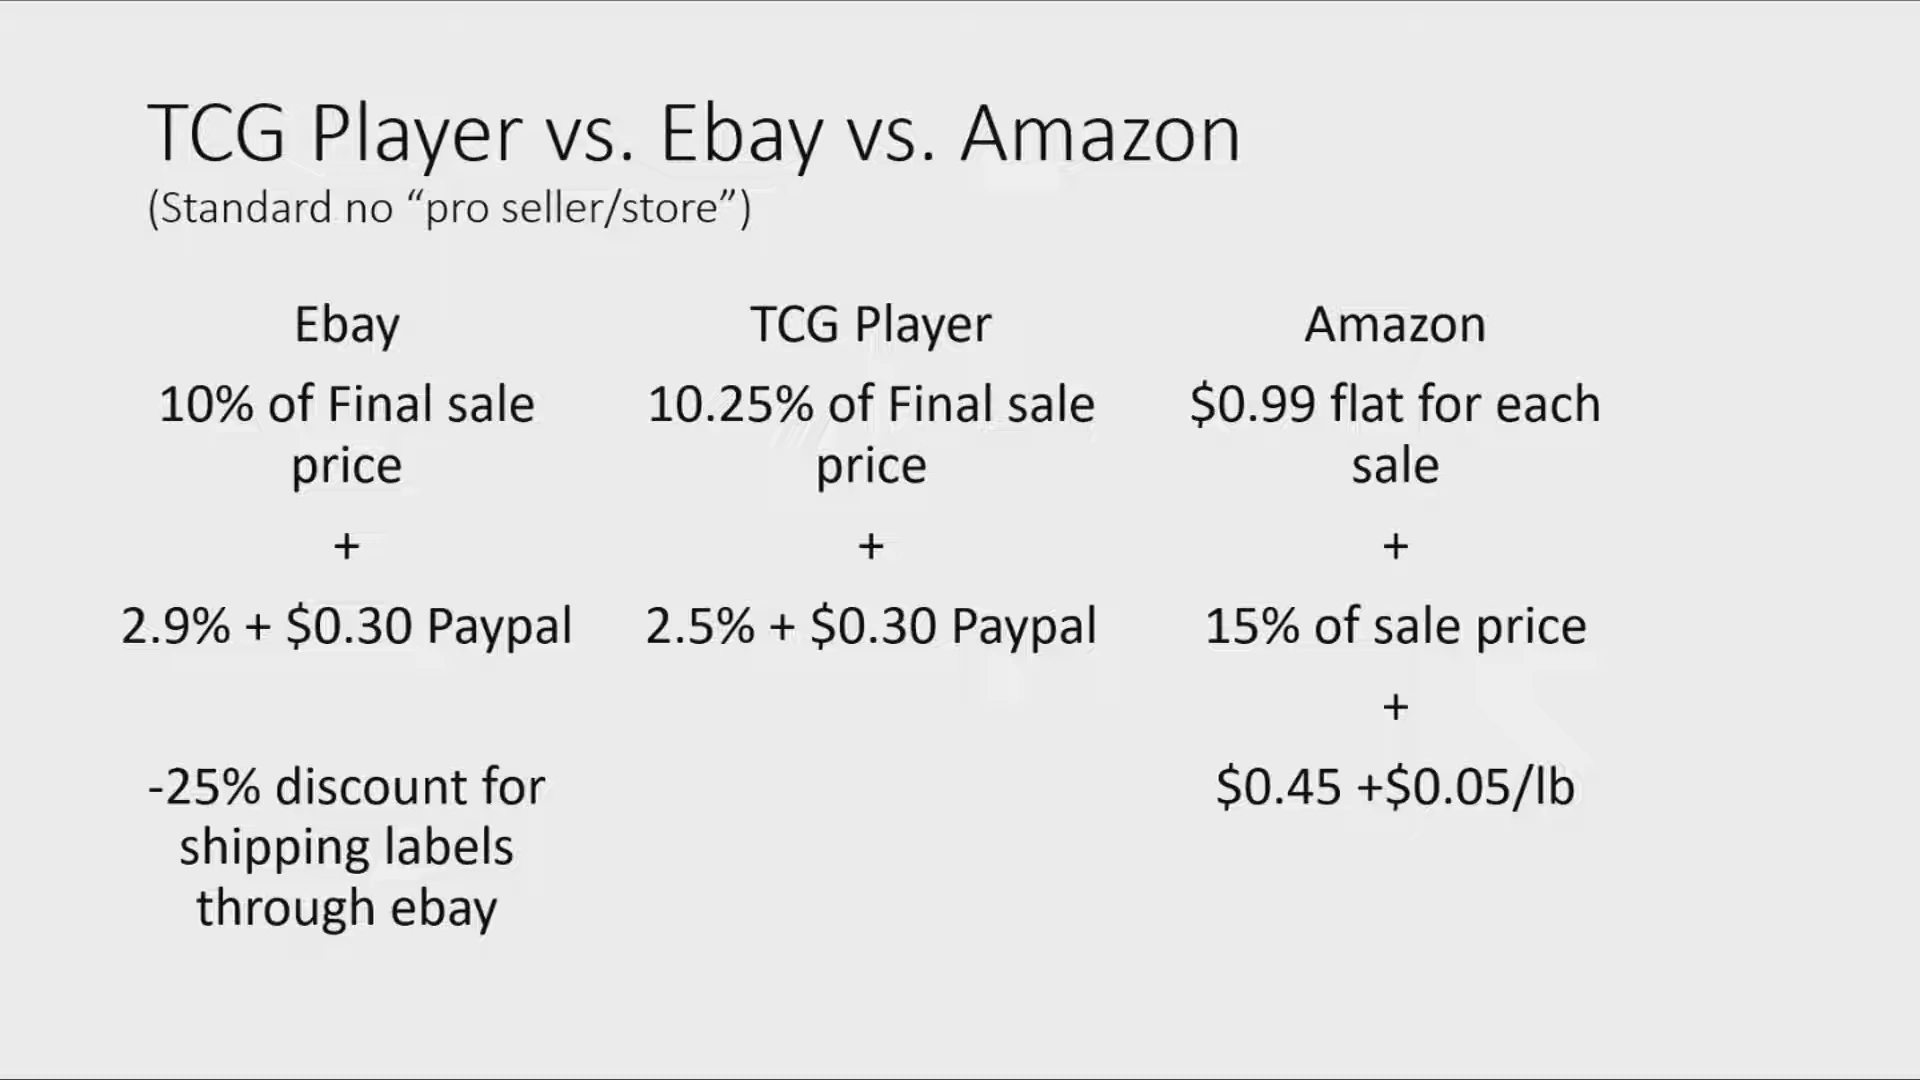 TCG Player vs. Ebay vs. Amazon
(Standard no “pro seller/store”)
Ebay
10% of Final sale
price
+
2.9% + $0.30 Paypal
-25% discount for
shipping labels
through ebay
TCG Player
10.25% of Final sale
price
+
2.5% + $0.30 Paypal
Amazon
$0.99 flat for each
sale
+
15% of sale price
+
$0.45 +$0.05/lb